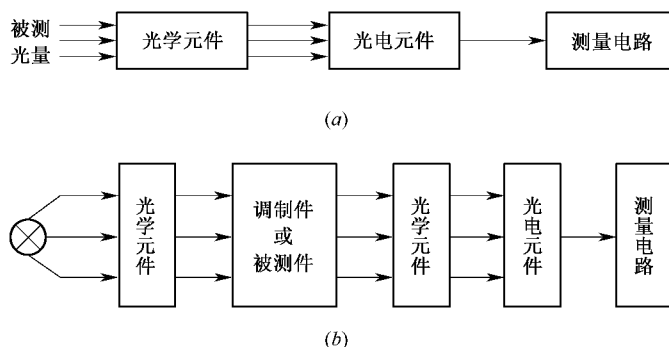 被测
光量
光学元件
光电元件
测量电路
(a)
光学元件
调制件
或
被测件
光学元件
光电元件
测量电路
(b)